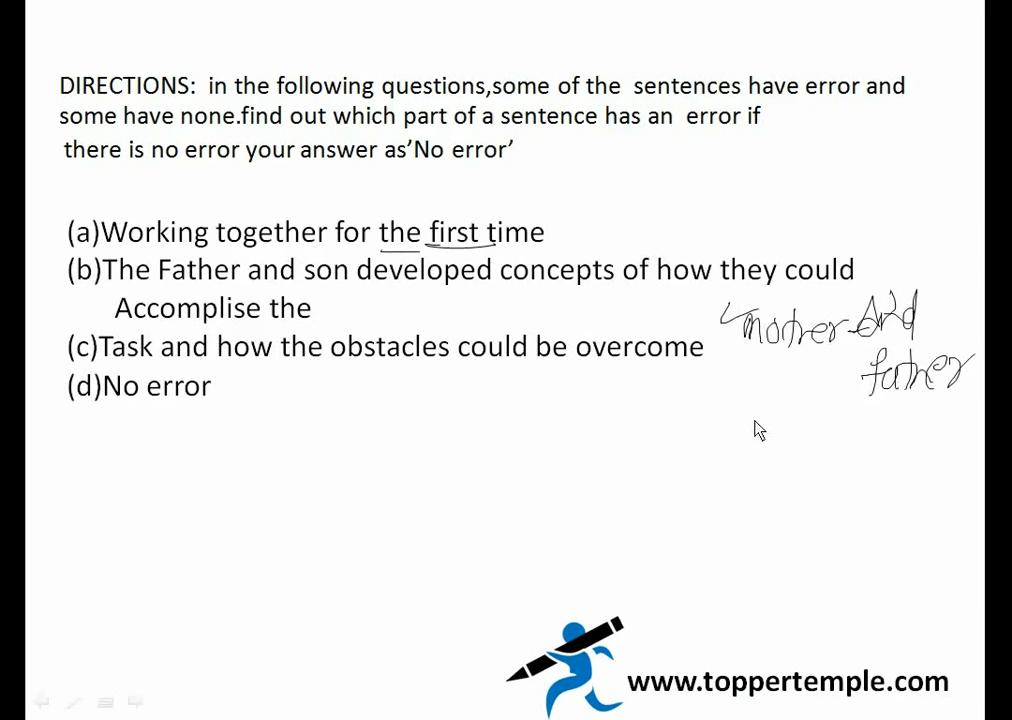 DIRECTIONS: in the following questions,some of the sentences have error and
some have none.find out which part of a sentence has an error if
there is no error your answer as’No error’
(a)Working together for the first time
(b)The Father and son developed concepts of how they could
Accomplise the
(c)Task and how the obstacles could be overcome
(d)No error
mother And
father
www.toppertemple.com